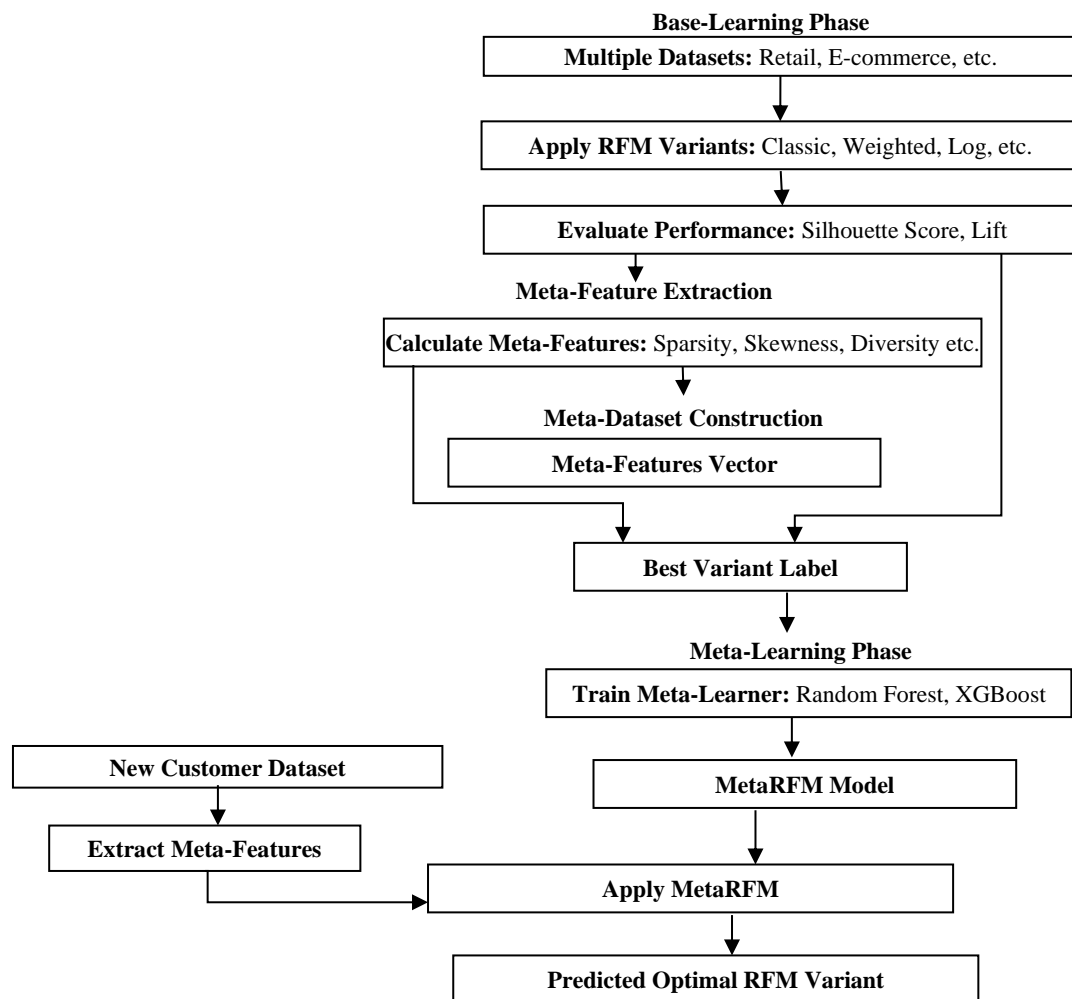 Base-Learning Phase
Multiple Datasets: Retail, E-commerce, etc.
Apply RFM Variants: Classic, Weighted, Log, etc.
Evaluate Performance: Silhouette Score, Lift
Meta-Feature Extraction
Calculate Meta-Features: Sparsity, Skewness, Diversity etc.
Meta-Dataset Construction
Meta-Features Vector
Best Variant Label
Meta-Learning Phase
Train Meta-Learner: Random Forest, XGBoost
New Customer Dataset
MetaRFM Model
Extract Meta-Features
Apply MetaRFM
Predicted Optimal RFM Variant